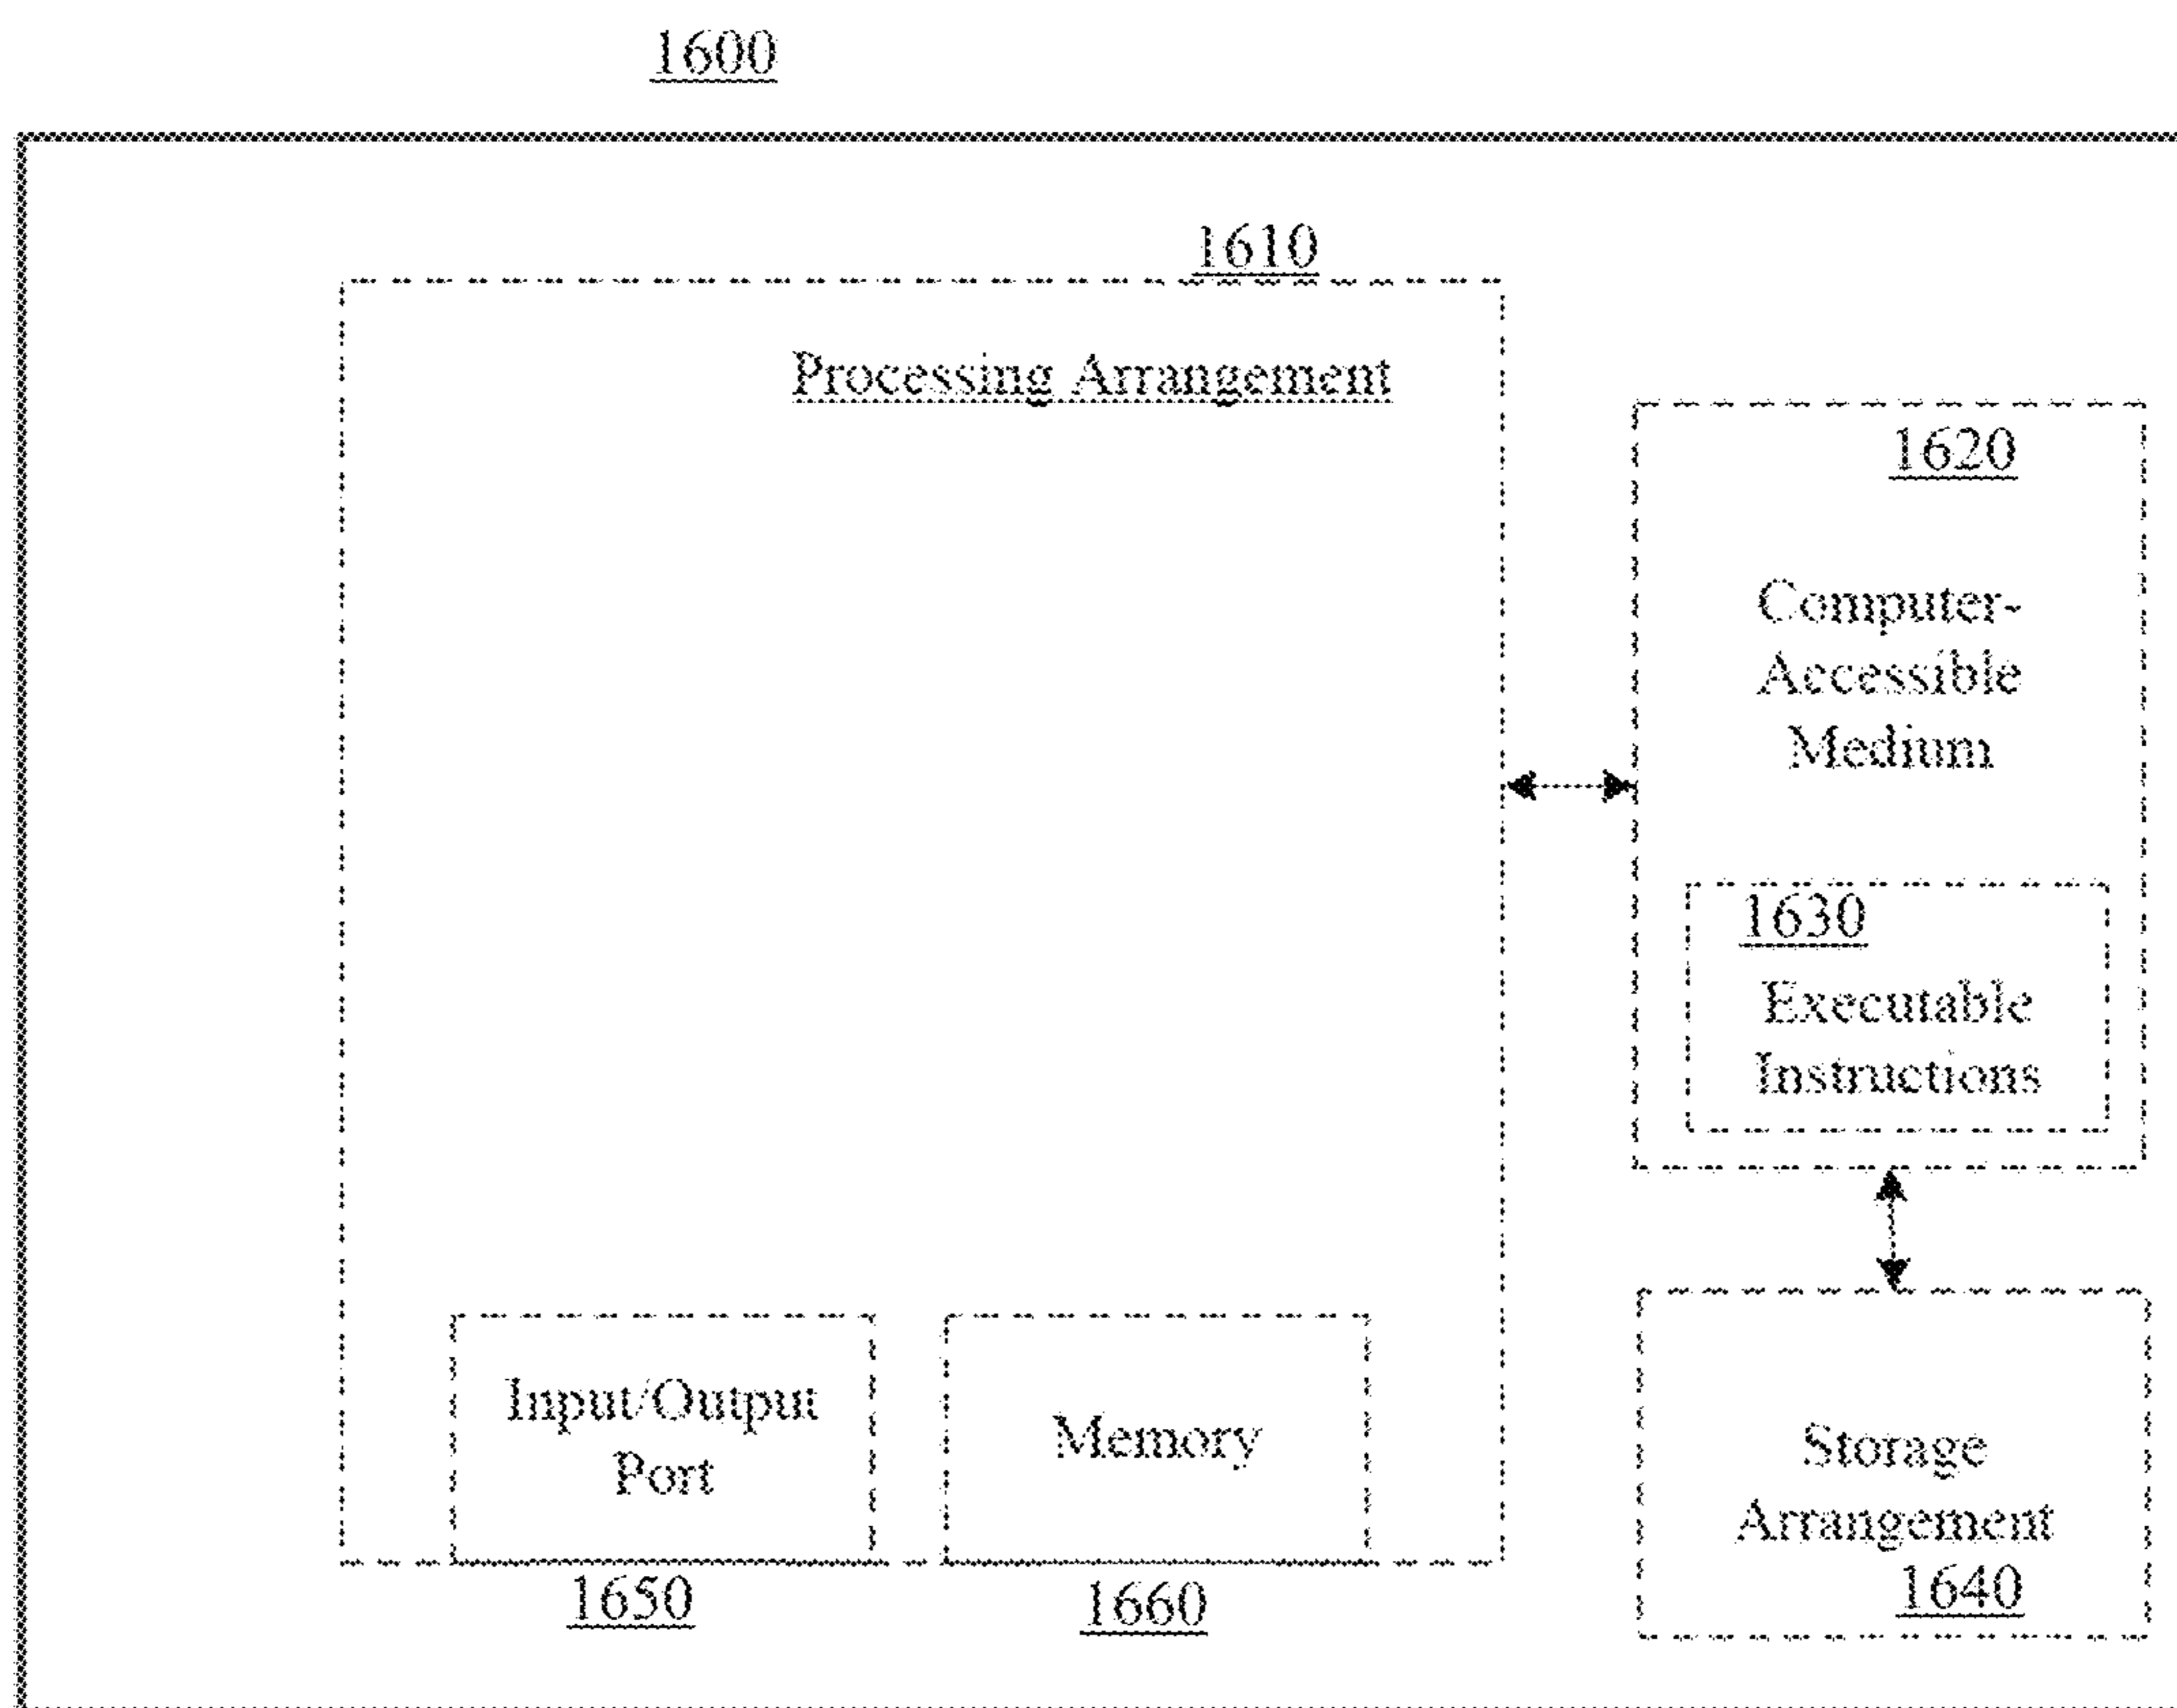 1600
1610
Processing Arrangement
1620
Computer-
Accessible
Medium
1630
Executable
Instructions
Input/Output
Port
Memory
Storage
Arrangement
1640
1650
1660